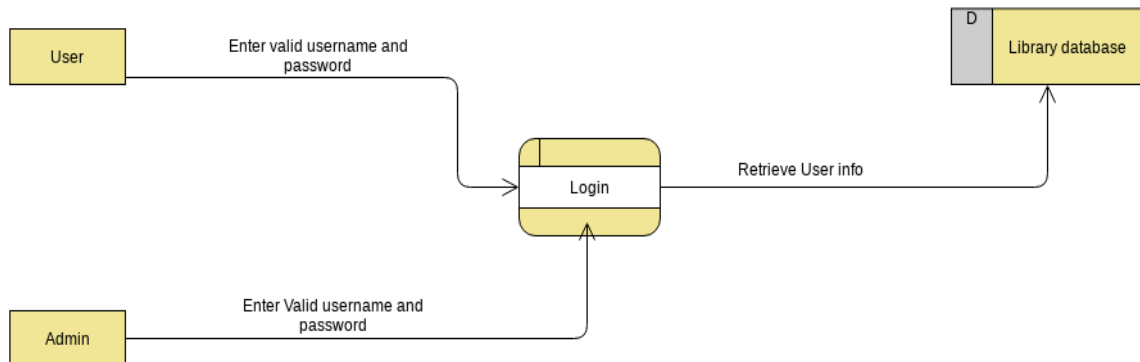 User
Enter valid username and
password
D
Library database
Login
Retrieve User info
Enter Valid username and
password
Admin